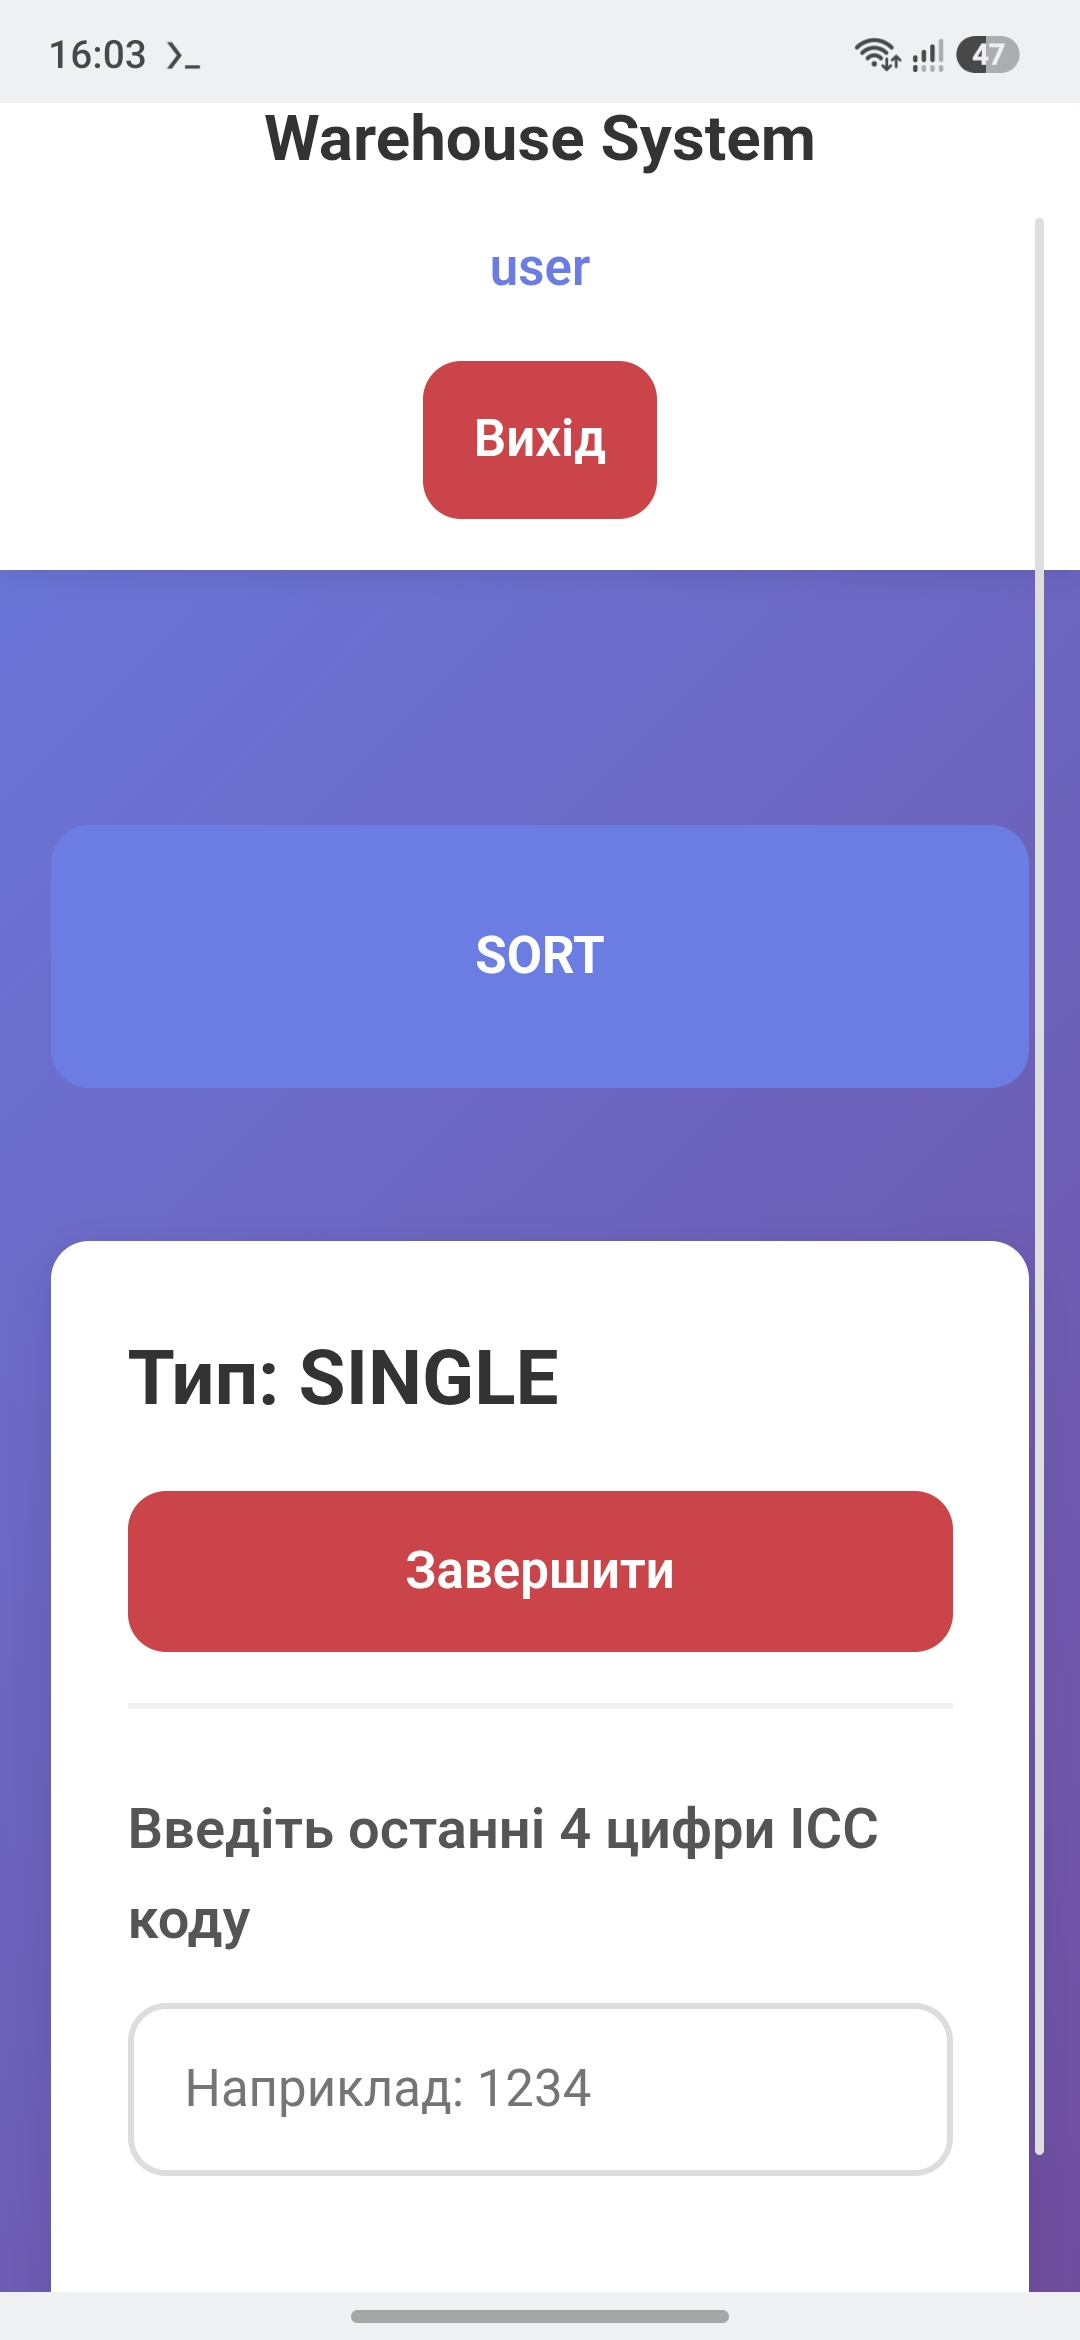 16:03
47
Warehouse System
user
Вихід
SORT
Тип: SINGLE
Завершити
Введіть останні 4 цифри ICC
коду
Наприклад: 1234